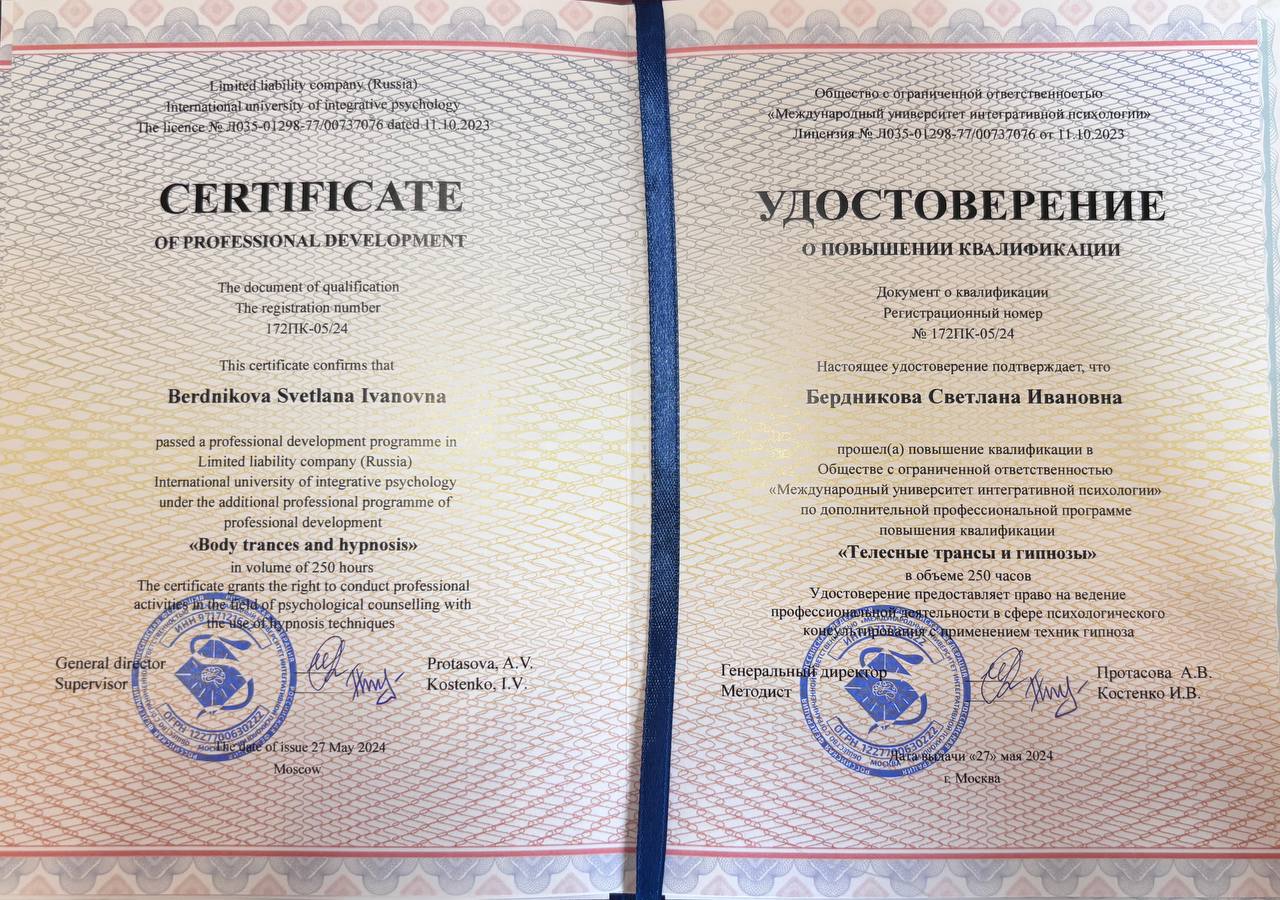 Limited liability company (Russia)
International university of integrative psychology
The licence № Л035-01298-77/00737076 dated 11.10.2023
CERTIFICATE
OF PROFESSIONAL DEVELOPMENT
The document of qualification
The registration number
172ПК-05/24
This certificate confirms that
Berdnikova Svetlana Ivanovna
passed a professional development programme in
Limited liability company (Russia)
International university of integrative psychology
under the additional professional programme of
professional development
«Body trances and hypnosis»
in volume of 250 hours
The certificate grants the right to conduct professional
activities in the field of psychological counselling with
the use of hypnosis techniques
General director
Protasova, A.V.
Supervisor
Kostenko, I.V.
ОГРН 1227700630222
The date of issue 27 May 2024
Moscow
Общество с ограниченной ответственностью
«Международный университет интегративной психологии»
Лицензия № Л035-01298-77/00737076 от 11.10.2023
УДОСТОВЕРЕНИЕ
О ПОВЫШЕНИИ КВАЛИФИКАЦИИ
Документ о квалификации
Регистрационный номер
№ 172ПК-05/24
Настоящее удостоверение подтверждает, что
Бердникова Светлана Ивановна
прошел(а) повышение квалификации в
Обществе с ограниченной ответственностью
«Международный университет интегративной психологии»
по дополнительной профессиональной программе
повышения квалификации
«Телесные трансы и гипнозы»
в объеме 250 часов
Удостоверение предоставляет право на ведение
профессиональной деятельности в сфере психологического
консультирования с применением техник гипноза
Генеральный директор
Протасова А.В.
Методист
Костенко И.В.
ОГРН 1227700630222
МОСКВА
Дата выдачи «27» мая 2024
г. Москва